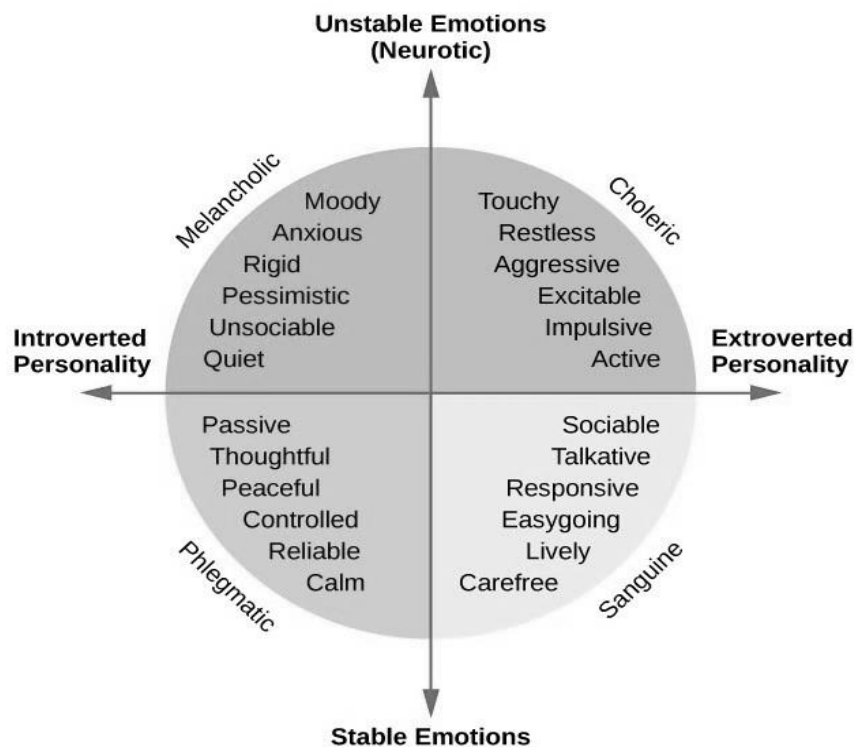 Unstable Emotions
(Neurotic)
Melancholic
Choleric
Moody
Anxious
Rigid
Pessimistic
Unsociable
Quiet
Touchy
Restless
Aggressive
Excitable
Impulsive
Active
Introverted
Personality
Extroverted
Personality
Passive
Thoughtful
Peaceful
Controlled
Reliable
Calm
Sociable
Talkative
Responsive
Easygoing
Lively
Carefree
Phlegmatic
Sanguine
Stable Emotions